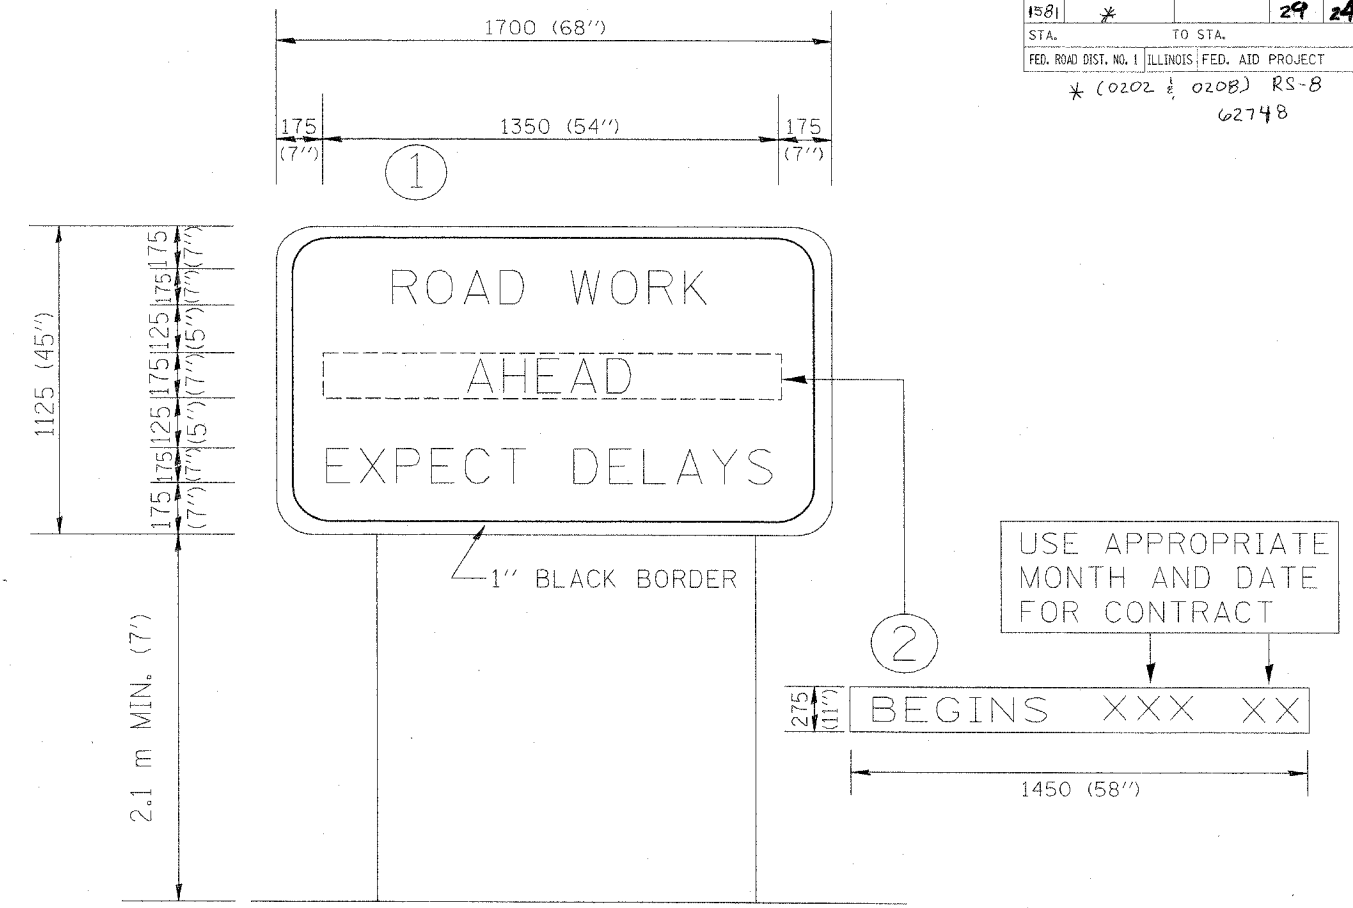 1700 (68'')
1581 * 29 24
STA. TO STA.
FED. ROAD DIST. NO. 1 ILLINOIS FED. AID PROJECT
* (0202 & 0208) RS-8
62748
175 (7'')
1350 (54'')
175 (7'')
1
1125 (45'')
175 (7'')
175 (7'')
125 (5'')
175 (7'')
125 (5'')
175 (7'')
175 (7'')
ROAD WORK
AHEAD
EXPECT DELAYS
1'' BLACK BORDER
2.1 m MIN. (7')
2
USE APPROPRIATE
MONTH AND DATE
FOR CONTRACT
275 (11'')
BEGINS XXX XX
1450 (58'')